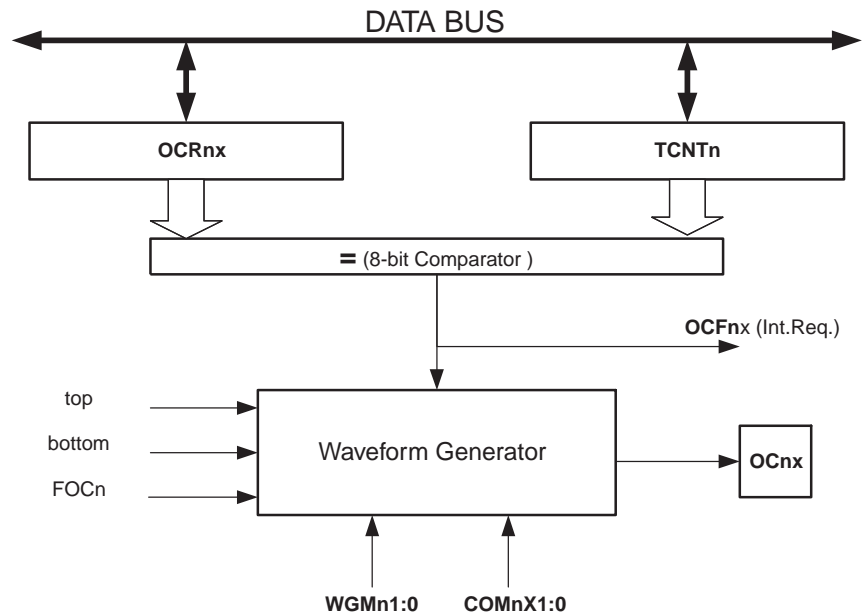 DATA BUS
OCRnx
TCNTn
= (8-bit Comparator )
OCFnx (Int.Req.)
top
bottom
FOCn
Waveform Generator
OCnx
WGMn1:0
COMnX1:0